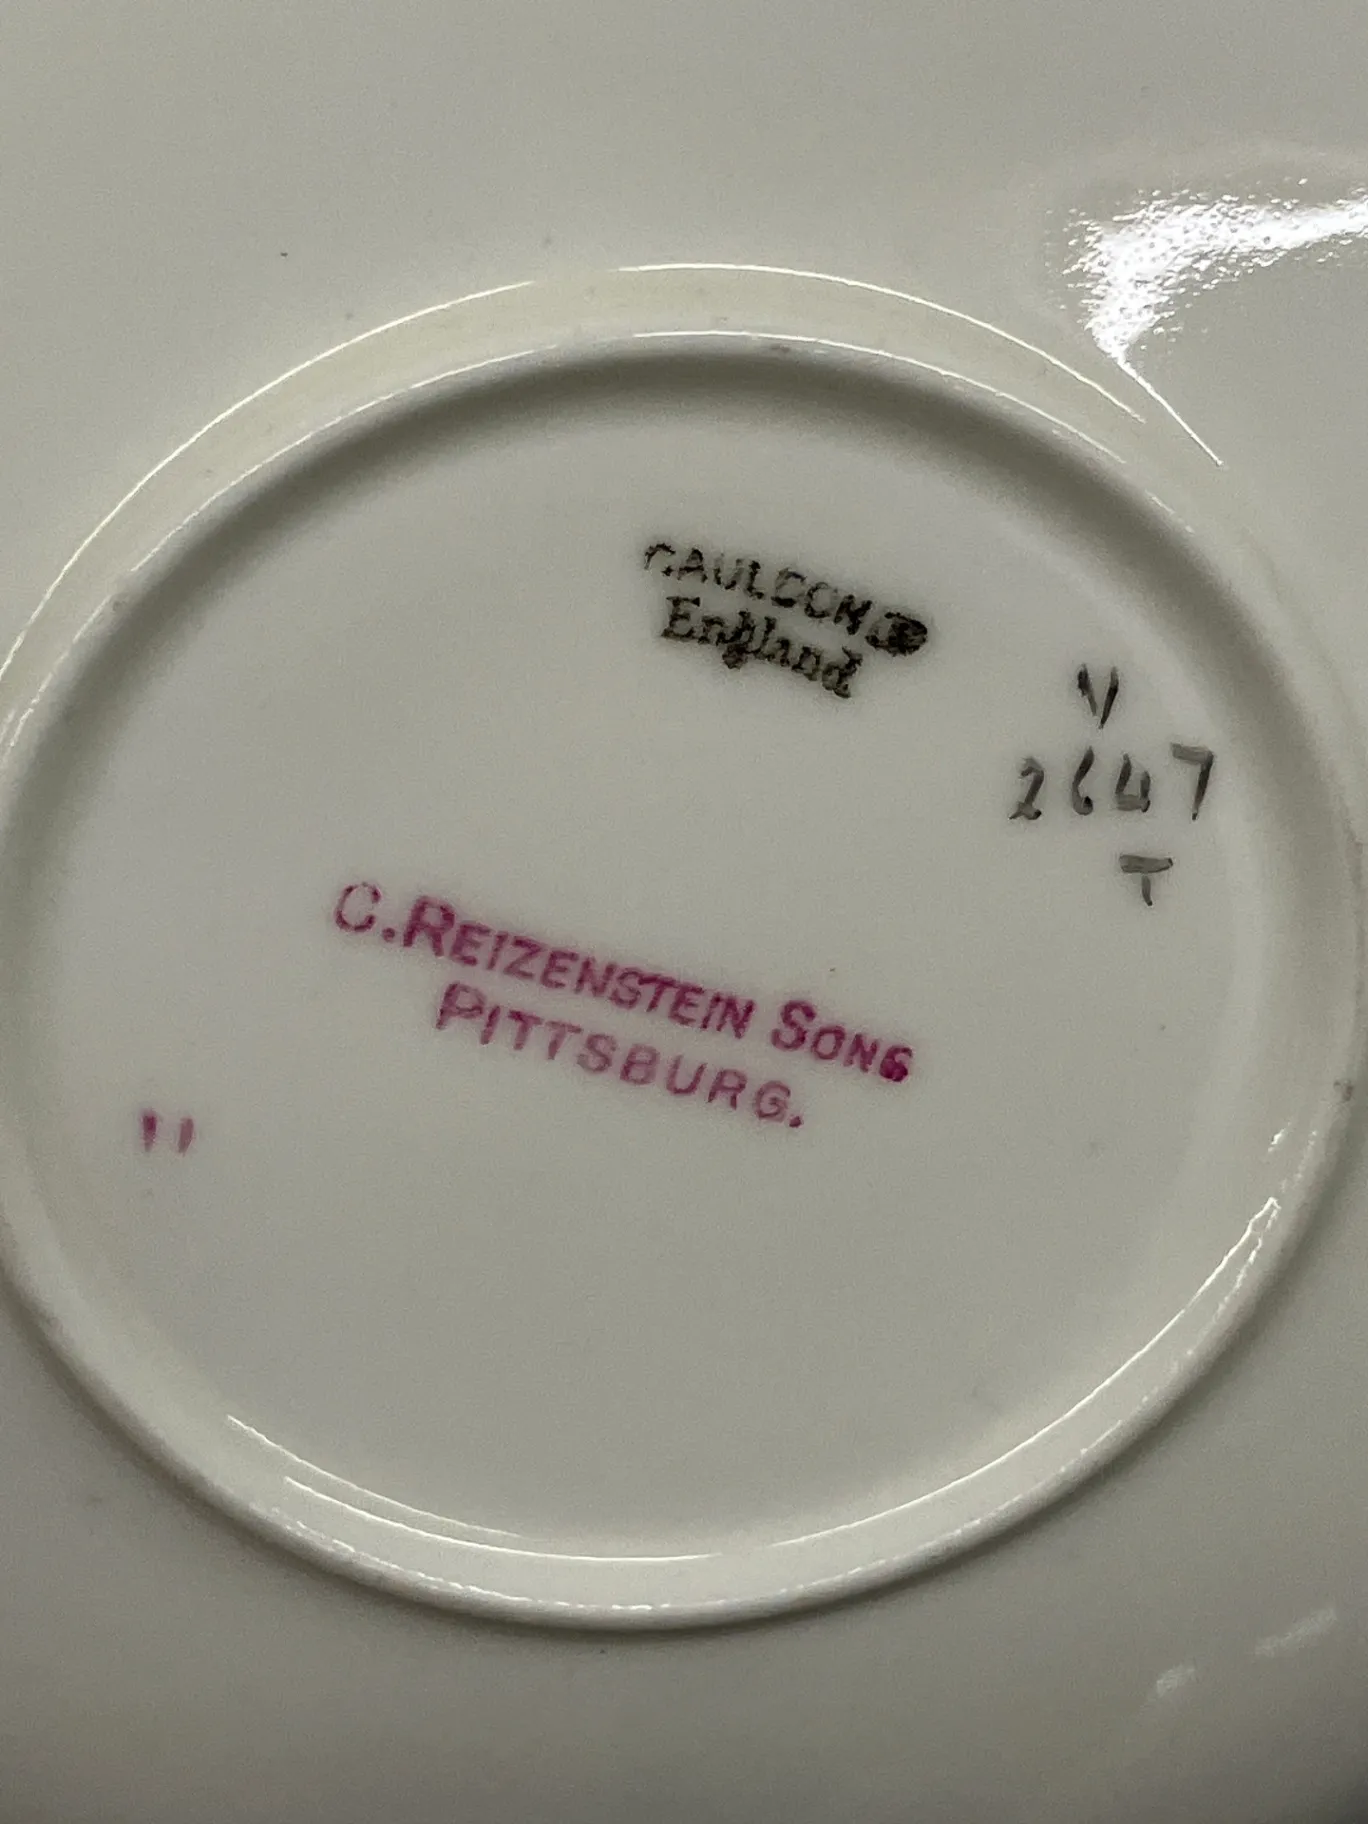 CAULDON
England
V
2647
T
C. REIZENSTEIN SONS
PITTSBURG.